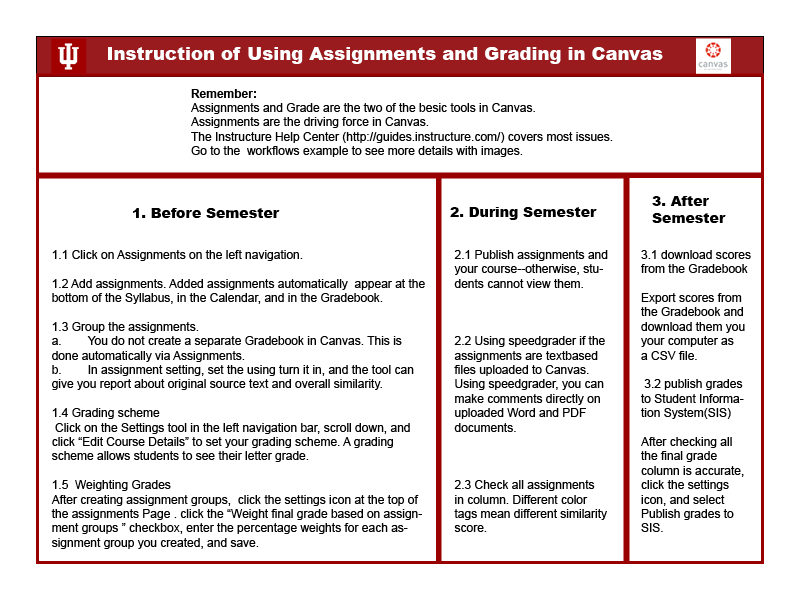 Instruction of Using Assignments and Grading in Canvas
canvas
Remember:
Assignments and Grade are the two of the besic tools in Canvas.
Assignments are the driving force in Canvas.
The Instructure Help Center (http://guides.instructure.com/) covers most issues.
Go to the  workflows example to see more details with images.
1. Before Semester
1.1 Click on Assignments on the left navigation.
1.2 Add assignments. Added assignments automatically  appear at the
bottom of the Syllabus, in the Calendar, and in the Gradebook.
1.3 Group the assignments.
a. You do not create a separate Gradebook in Canvas. This is
done automatically via Assignments.
b. In assignment setting, set the using turn it in, and the tool can
give you report about original source text and overall similarity.
1.4 Grading scheme
Click on the Settings tool in the left navigation bar, scroll down, and
click “Edit Course Details” to set your grading scheme. A grading
scheme allows students to see their letter grade.
1.5  Weighting Grades
After creating assignment groups,  click the settings icon at the top of
the assignments Page . click the “Weight final grade based on assign-
ment groups ” checkbox, enter the percentage weights for each as-
signment group you created, and save.
2. During Semester
2.1 Publish assignments and
your course--otherwise, stu-
dents cannot view them.
2.2 Using speedgrader if the
assignments are textbased
files uploaded to Canvas.
Using speedgrader, you can
make comments directly on
uploaded Word and PDF
documents.
2.3 Check all assignments
in column. Different color
tags mean different similarity
score.
3. After
Semester
3.1 download scores
from the Gradebook
Export scores from
the Gradebook and
download them you
your computer as
a CSV file.
3.2 publish grades
to Student Informa-
tion System(SIS)
After checking all
the final grade
column is accurate,
click the settings
icon, and select
Publish grades to
SIS.